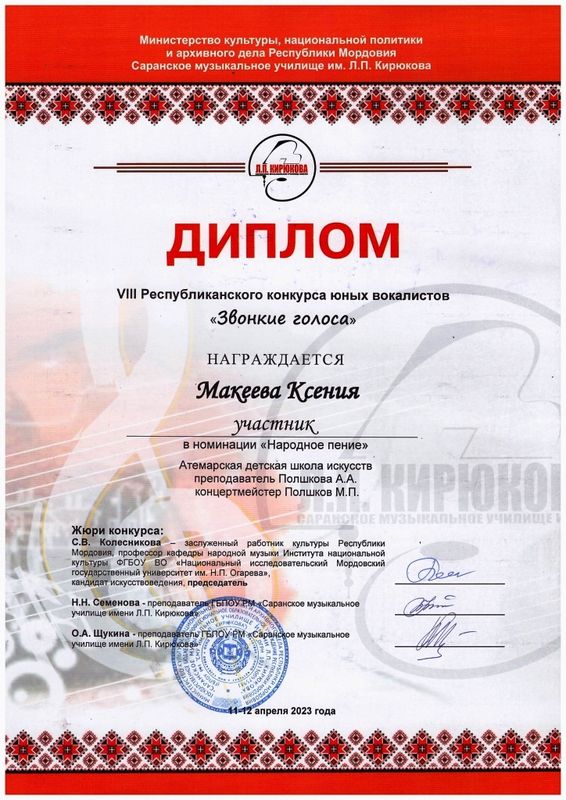 Министерство культуры, национальной политики
и архивного дела Республики Мордовия
Саранское музыкальное училище им. Л.П. Кирюкова
Л.П. КИРЮКОВА
ДИПЛОМ
VIII Республиканского конкурса юных вокалистов
«Звонкие голоса»
НАГРАЖДАЕТСЯ
Макеева Ксения
участник
в номинации «Народное пение»
Атемарская детская школа искусств
преподаватель Полшкова А.А.
концертмейстер Полшков М.П.
Л.П. КИРЮКОВА
САРАНСКОЕ МУЗЫКАЛЬНОЕ УЧИЛИЩЕ И
Жюри конкурса:
С.В. Колесникова – заслуженный работник культуры Республики
Мордовия, профессор кафедры народной музыки Института национальной
культуры ФГБОУ ВО «Национальный исследовательский Мордовский
государственный университет им. Н.П. Огарева»,
кандидат искусствоведения, председатель
Н.Н. Семенова - преподаватель ГБПОУ РМ «Саранское музыкальное
училище имени Л.П. Кирюкова»
О.А. Щукина - преподаватель ГБПОУ РМ «Саранское музыкальное
училище имени Л.П. Кирюкова»
11-12 апреля 2023 года